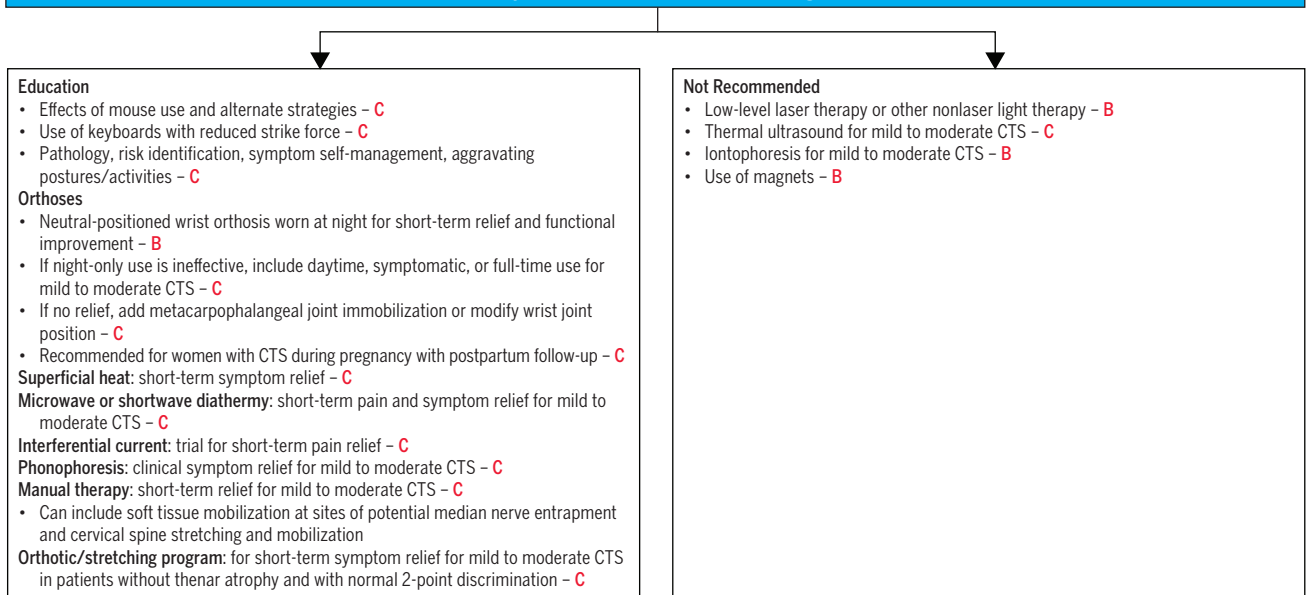 Education
• Effects of mouse use and alternate strategies – C
• Use of keyboards with reduced strike force – C
• Pathology, risk identification, symptom self-management, aggravating
postures/activities – C
Orthoses
• Neutral-positioned wrist orthosis worn at night for short-term relief and functional
improvement – B
• If night-only use is ineffective, include daytime, symptomatic, or full-time use for
mild to moderate CTS – C
• If no relief, add metacarpophalangeal joint immobilization or modify wrist joint
position – C
• Recommended for women with CTS during pregnancy with postpartum follow-up – C
Superficial heat: short-term symptom relief – C
Microwave or shortwave diathermy: short-term pain and symptom relief for mild to
moderate CTS – C
Interferential current: trial for short-term pain relief – C
Phonophoresis: clinical symptom relief for mild to moderate CTS – C
Manual therapy: short-term relief for mild to moderate CTS – C
• Can include soft tissue mobilization at sites of potential median nerve entrapment
and cervical spine stretching and mobilization
Orthotic/stretching program: for short-term symptom relief for mild to moderate CTS
in patients without thenar atrophy and with normal 2-point discrimination – C
Not Recommended
• Low-level laser therapy or other nonlaser light therapy – B
• Thermal ultrasound for mild to moderate CTS – C
• Iontophoresis for mild to moderate CTS – B
• Use of magnets – B